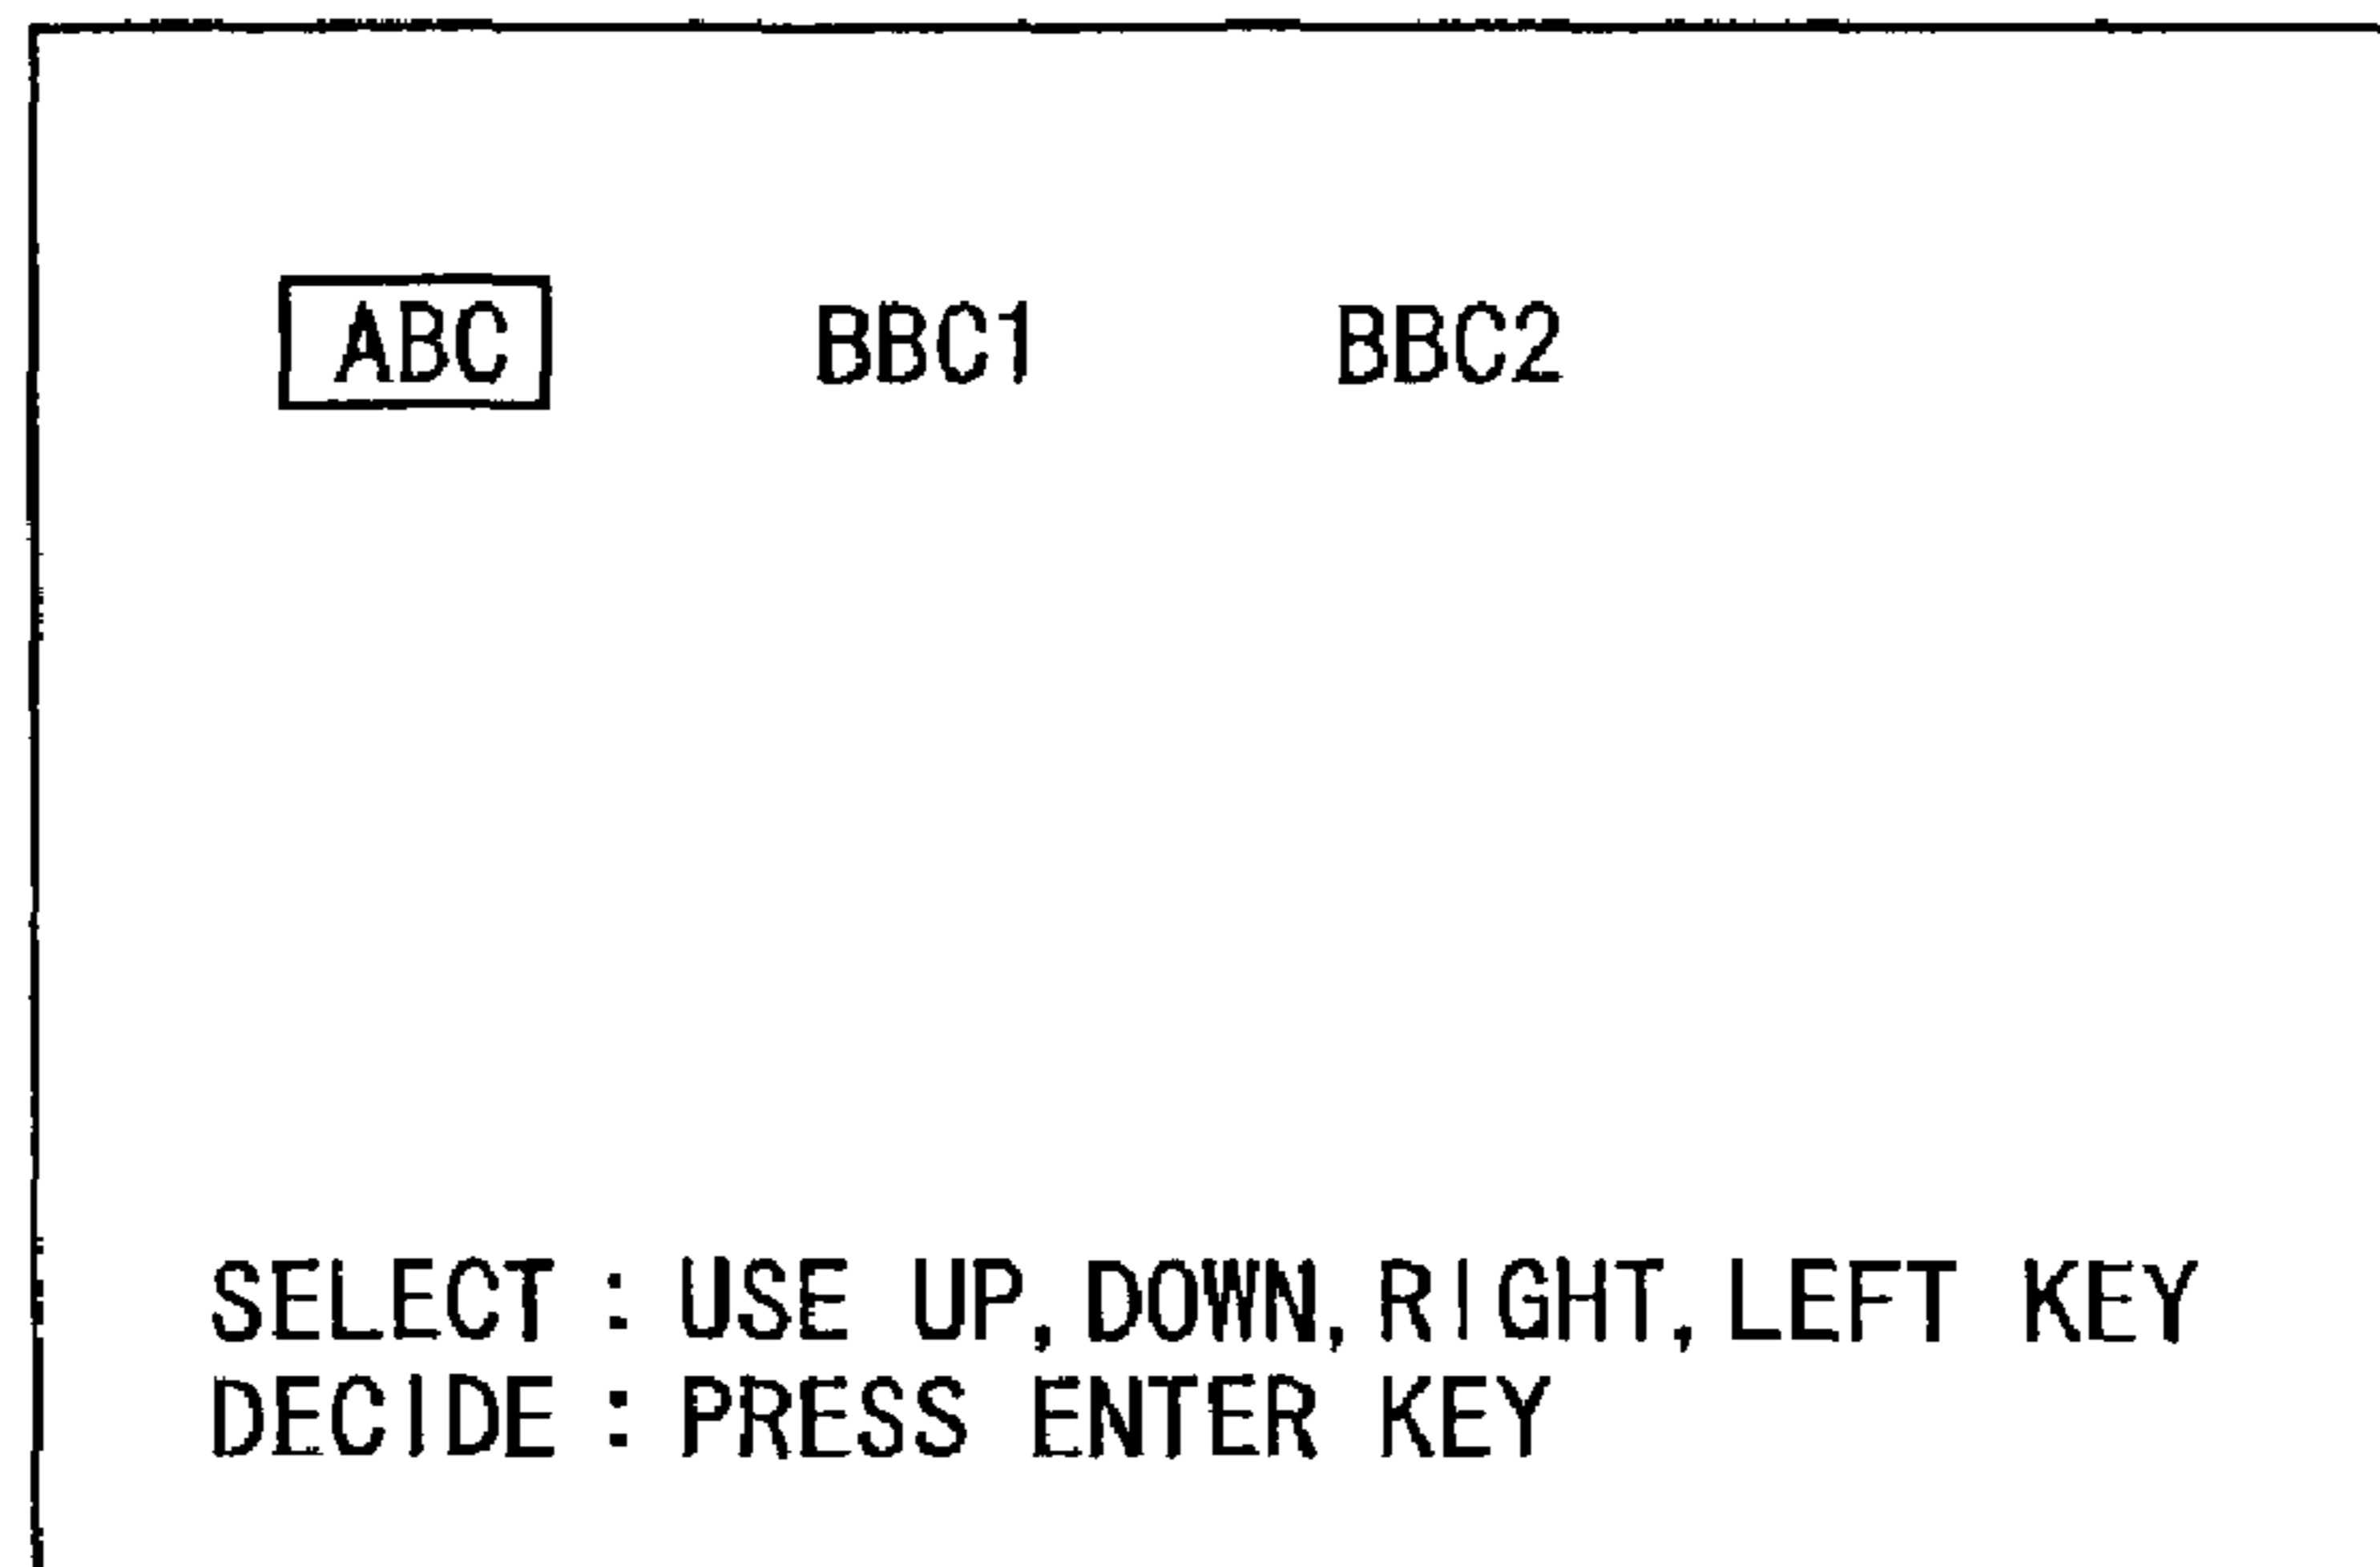 ABC BBC1 BBC2
SELECT : USE UP, DOWN, RIGHT, LEFT KEY
DECIDE : PRESS ENTER KEY